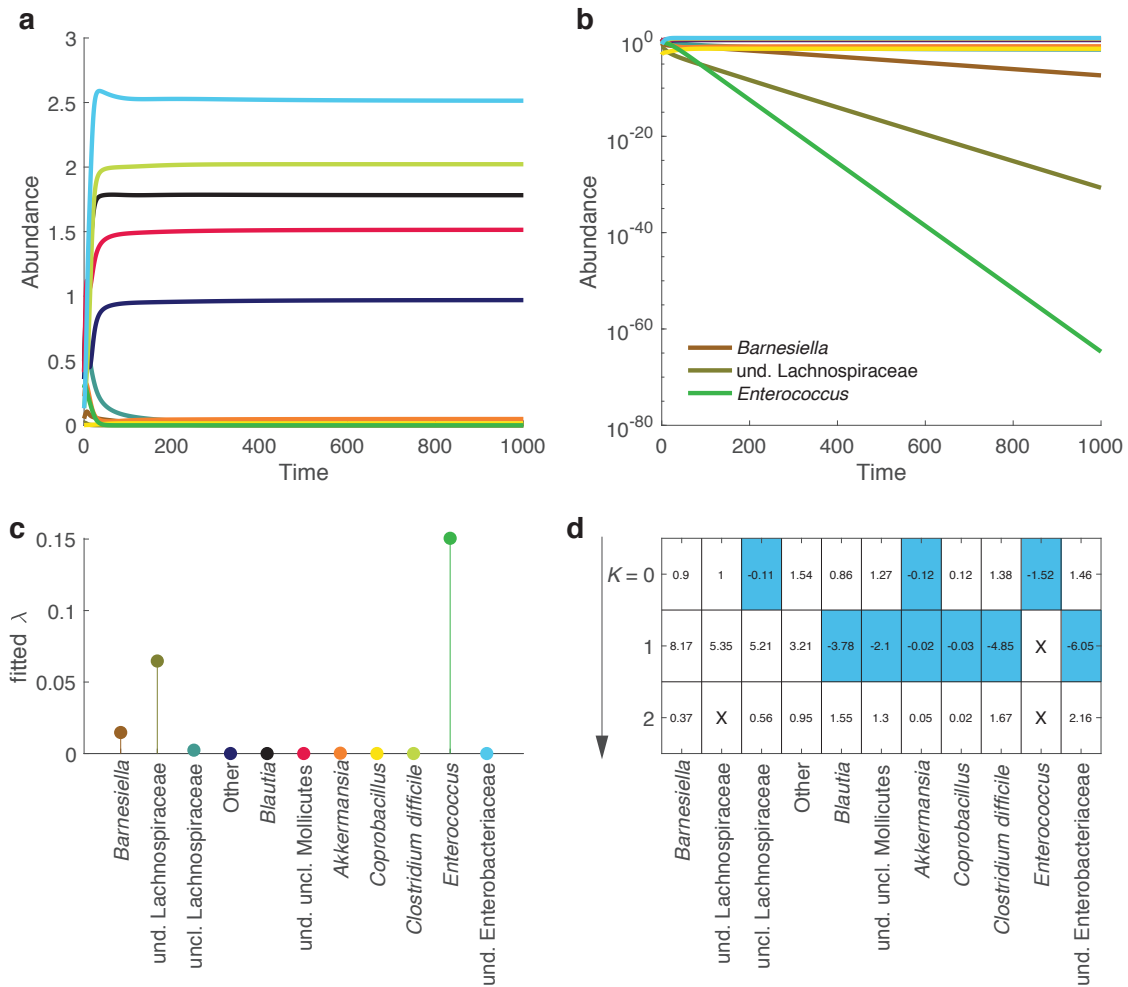 a
3
2.5
2
1.5
1
0.5
0
Abundance
0 200 400 600 800 1000
Time
b
10^0
10^-20
10^-40
10^-60
10^-80
Abundance
Barnesiella
und. Lachnospiraceae
Enterococcus
0 200 400 600 800 1000
Time
c
0.15
0.1
0.05
0
fitted λ
Barnesiella
und. Lachnospiraceae
uncl. Lachnospiraceae
Other
Blautia
und. uncl. Mollicutes
Akkermansia
Coprobacillus
Clostridium difficile
Enterococcus
und. Enterobacteriaceae
d
K = 0 0.9 1 -0.11 1.54 0.86 1.27 -0.12 0.12 1.38 -1.52 1.46
1 8.17 5.35 5.21 3.21 -3.78 -2.1 -0.02 -0.03 -4.85 X -6.05
2 0.37 X 0.56 0.95 1.55 1.3 0.05 0.02 1.67 X 2.16
Barnesiella
und. Lachnospiraceae
uncl. Lachnospiraceae
Other
Blautia
und. uncl. Mollicutes
Akkermansia
Coprobacillus
Clostridium difficile
Enterococcus
und. Enterobacteriaceae